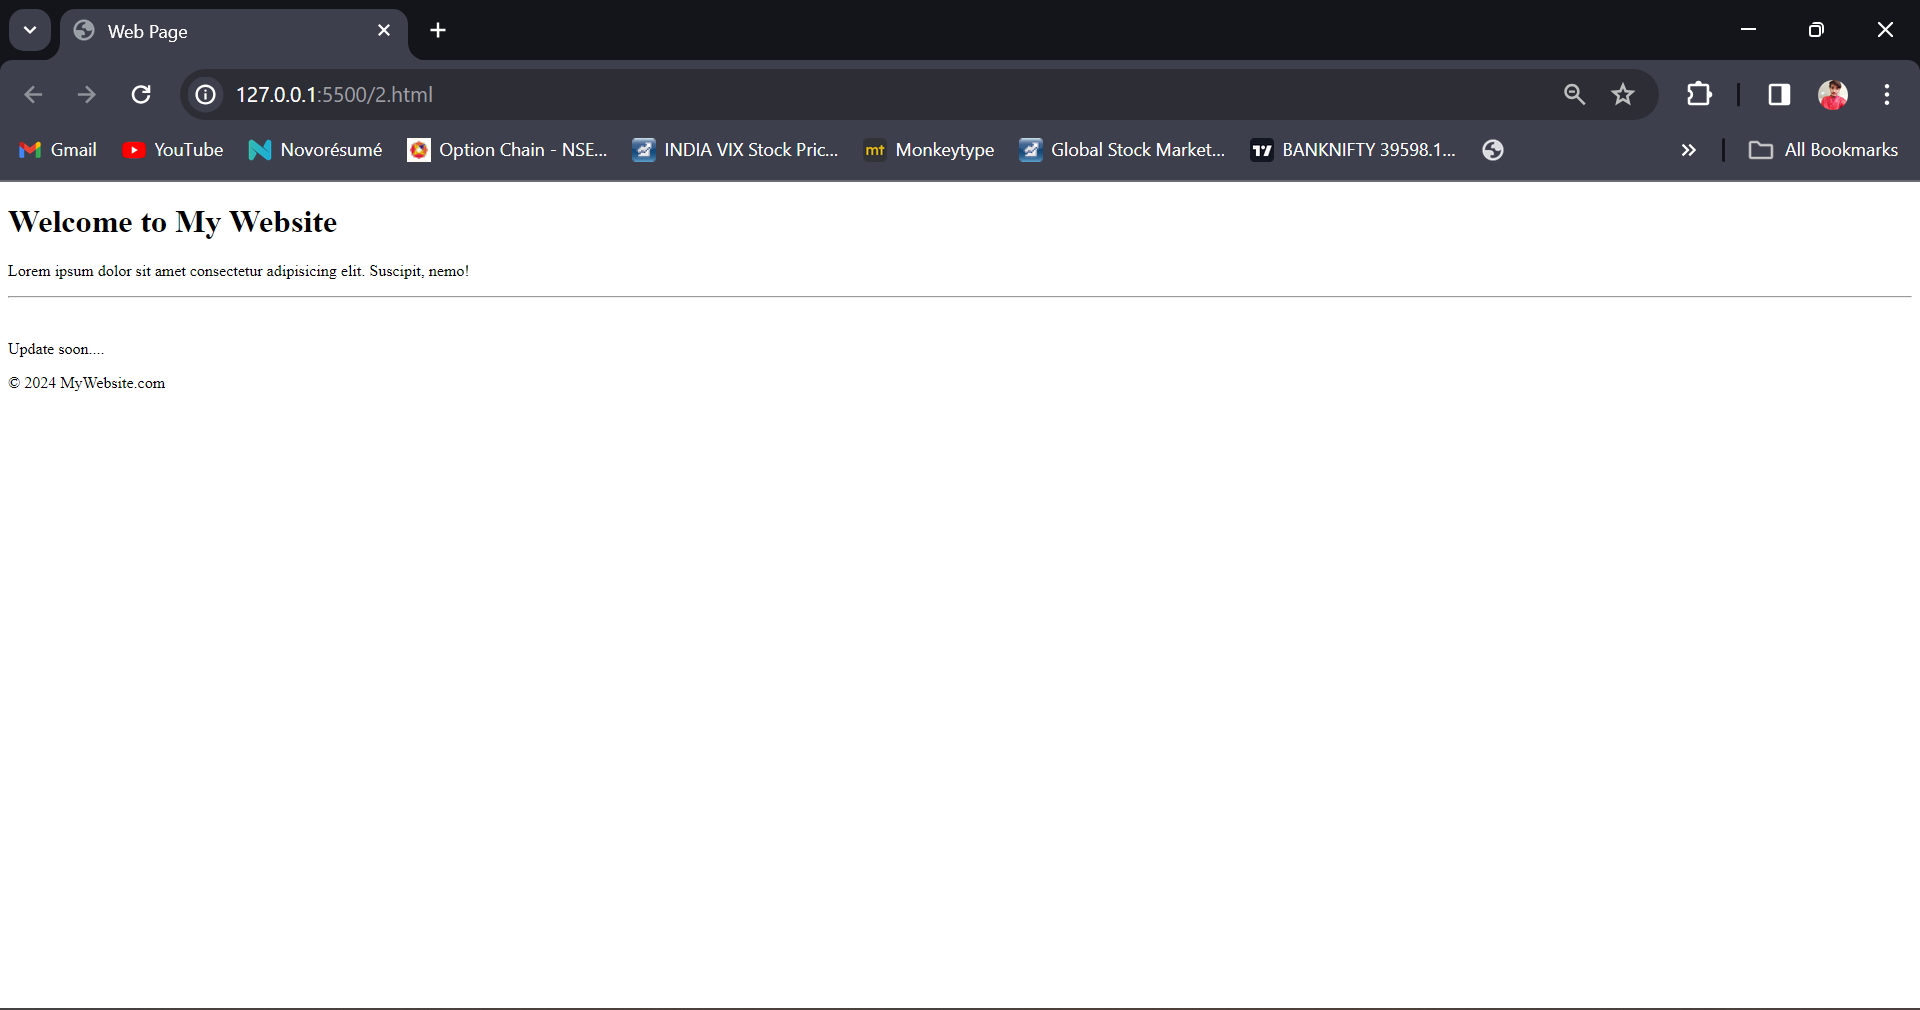 Web Page
127.0.0.1:5500/2.html
Gmail YouTube Novorésumé Option Chain - NSE... INDIA VIX Stock Pric... mt Monkeytype Global Stock Market... BANKNIFTY 39598.1... All Bookmarks
Welcome to My Website
Lorem ipsum dolor sit amet consectetur adipisicing elit. Suscipit, nemo!
Update soon....
© 2024 MyWebsite.com